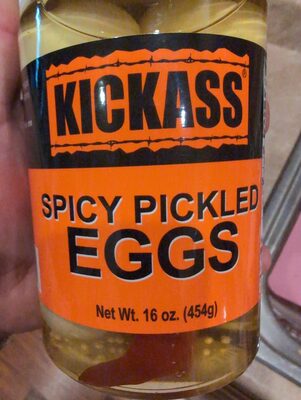 KICKASS®
SPICY PICKLED
EGGS
Net Wt. 16 oz. (454g)